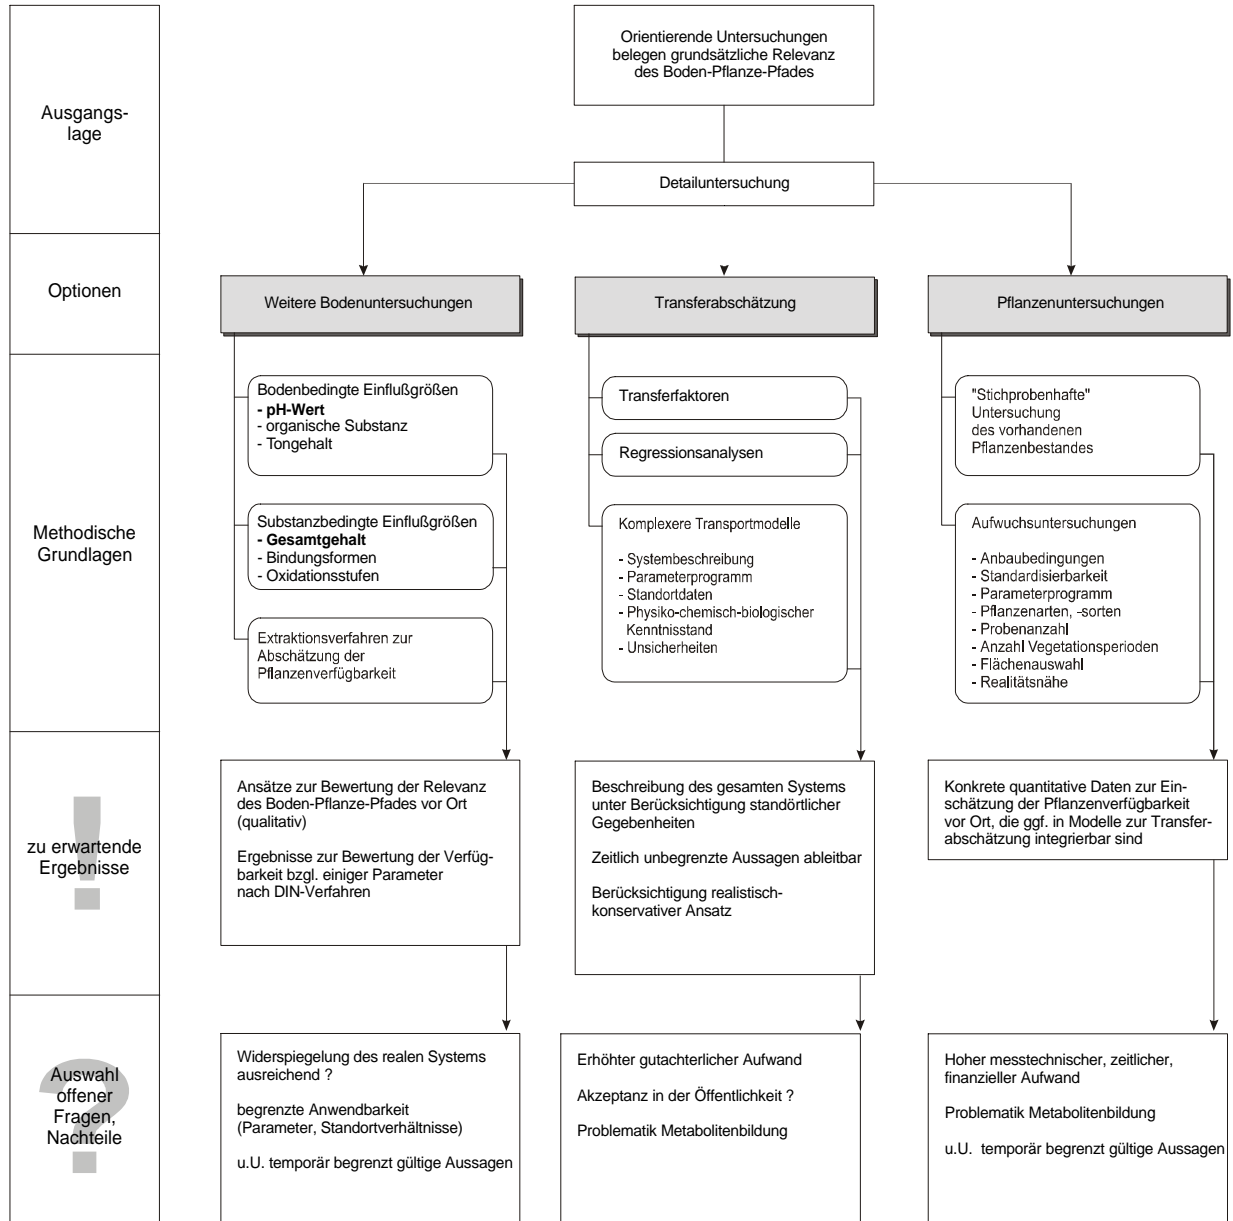 Orientierende Untersuchungen
belegen grundsätzliche Relevanz
des Boden-Pflanze-Pfades
Ausgangs-
lage
Detailuntersuchung
Optionen
Weitere Bodenuntersuchungen
Transferabschätzung
Pflanzenuntersuchungen
Methodische
Grundlagen
Bodenbedingte Einflußgrößen
- pH-Wert
- organische Substanz
- Tongehalt
Substanzbedingte Einflußgrößen
- Gesamtgehalt
- Bindungsformen
- Oxidationsstufen
Extraktionsverfahren zur
Abschätzung der
Pflanzenverfügbarkeit
Transferfaktoren
Regressionsanalysen
Komplexere Transportmodelle
- Systembeschreibung
- Parameterprogramm
- Standortdaten
- Physiko-chemisch-biologischer
Kenntnisstand
- Unsicherheiten
"Stichprobenhafte"
Untersuchung
des vorhandenen
Pflanzenbestandes
Aufwuchsuntersuchungen
- Anbaubedingungen
- Standardisierbarkeit
- Parameterprogramm
- Pflanzenarten, -sorten
- Probenanzahl
- Anzahl Vegetationsperioden
- Flächenauswahl
- Realitätsnähe
!
zu erwartende
Ergebnisse
Ansätze zur Bewertung der Relevanz
des Boden-Pflanze-Pfades vor Ort
(qualitativ)
Ergebnisse zur Bewertung der Verfüg-
barkeit bzgl. einiger Parameter
nach DIN-Verfahren
Beschreibung des gesamten Systems
unter Berücksichtigung standörtlicher
Gegebenheiten
Zeitlich unbegrenzte Aussagen ableitbar
Berücksichtigung realistisch-
konservativer Ansatz
Konkrete quantitative Daten zur Ein-
schätzung der Pflanzenverfügbarkeit
vor Ort, die ggf. in Modelle zur Transfer-
abschätzung integrierbar sind
?
Auswahl
offener
Fragen,
Nachteile
Widerspiegelung des realen Systems
ausreichend ?
begrenzte Anwendbarkeit
(Parameter, Standortverhältnisse)
u.U. temporär begrenzt gültige Aussagen
Erhöhter gutachterlicher Aufwand
Akzeptanz in der Öffentlichkeit ?
Problematik Metabolitenbildung
Hoher messtechnischer, zeitlicher,
finanzieller Aufwand
Problematik Metabolitenbildung
u.U. temporär begrenzt gültige Aussagen